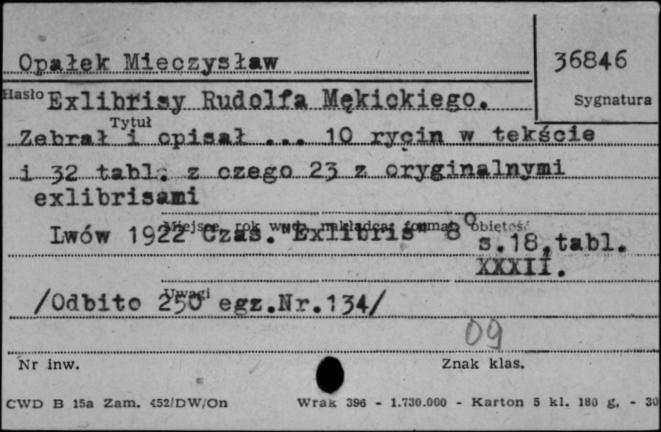 Opałek Mieczysław
36846
Hasło Exlibrisy Rudolfa Mękickiego.
Sygnatura
Tytuł
Zebrał i opisał ... 10 rycin w tekście
i 32 tabl. z czego 23 z oryginalnymi
exlibrisami
Miejsce, rok wyd., nakładca, format, objętość
Lwów 1922 Czas. "Exlibris" 8° s.18, tabl.
XXXII.
Uwagi
/Odbito 250 egz.Nr.134/
09
Nr inw.
Znak klas.
CWD B 15a Zam. 452/DW/On Wrak 396 - 1.730.000 - Karton 5 kl. 180 g. - 30